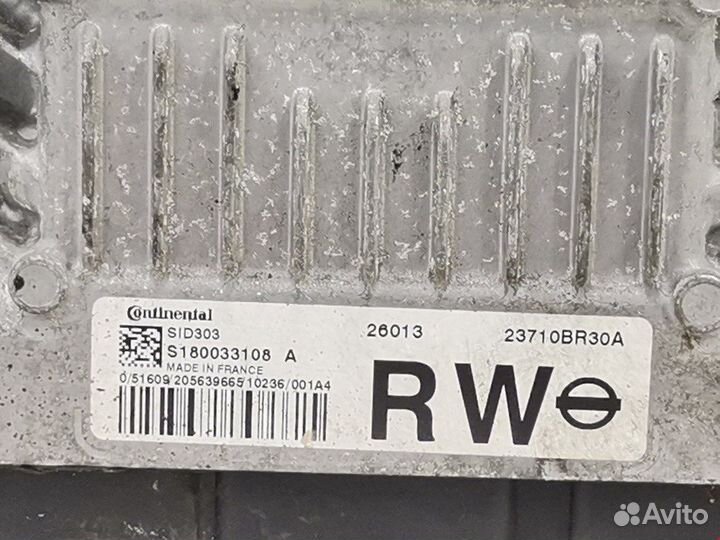 Continental
SID303 26013 23710BR30A
S180033108 A
MADE IN FRANCE
0/51609/205639665/10236/001A4
RW
Avito